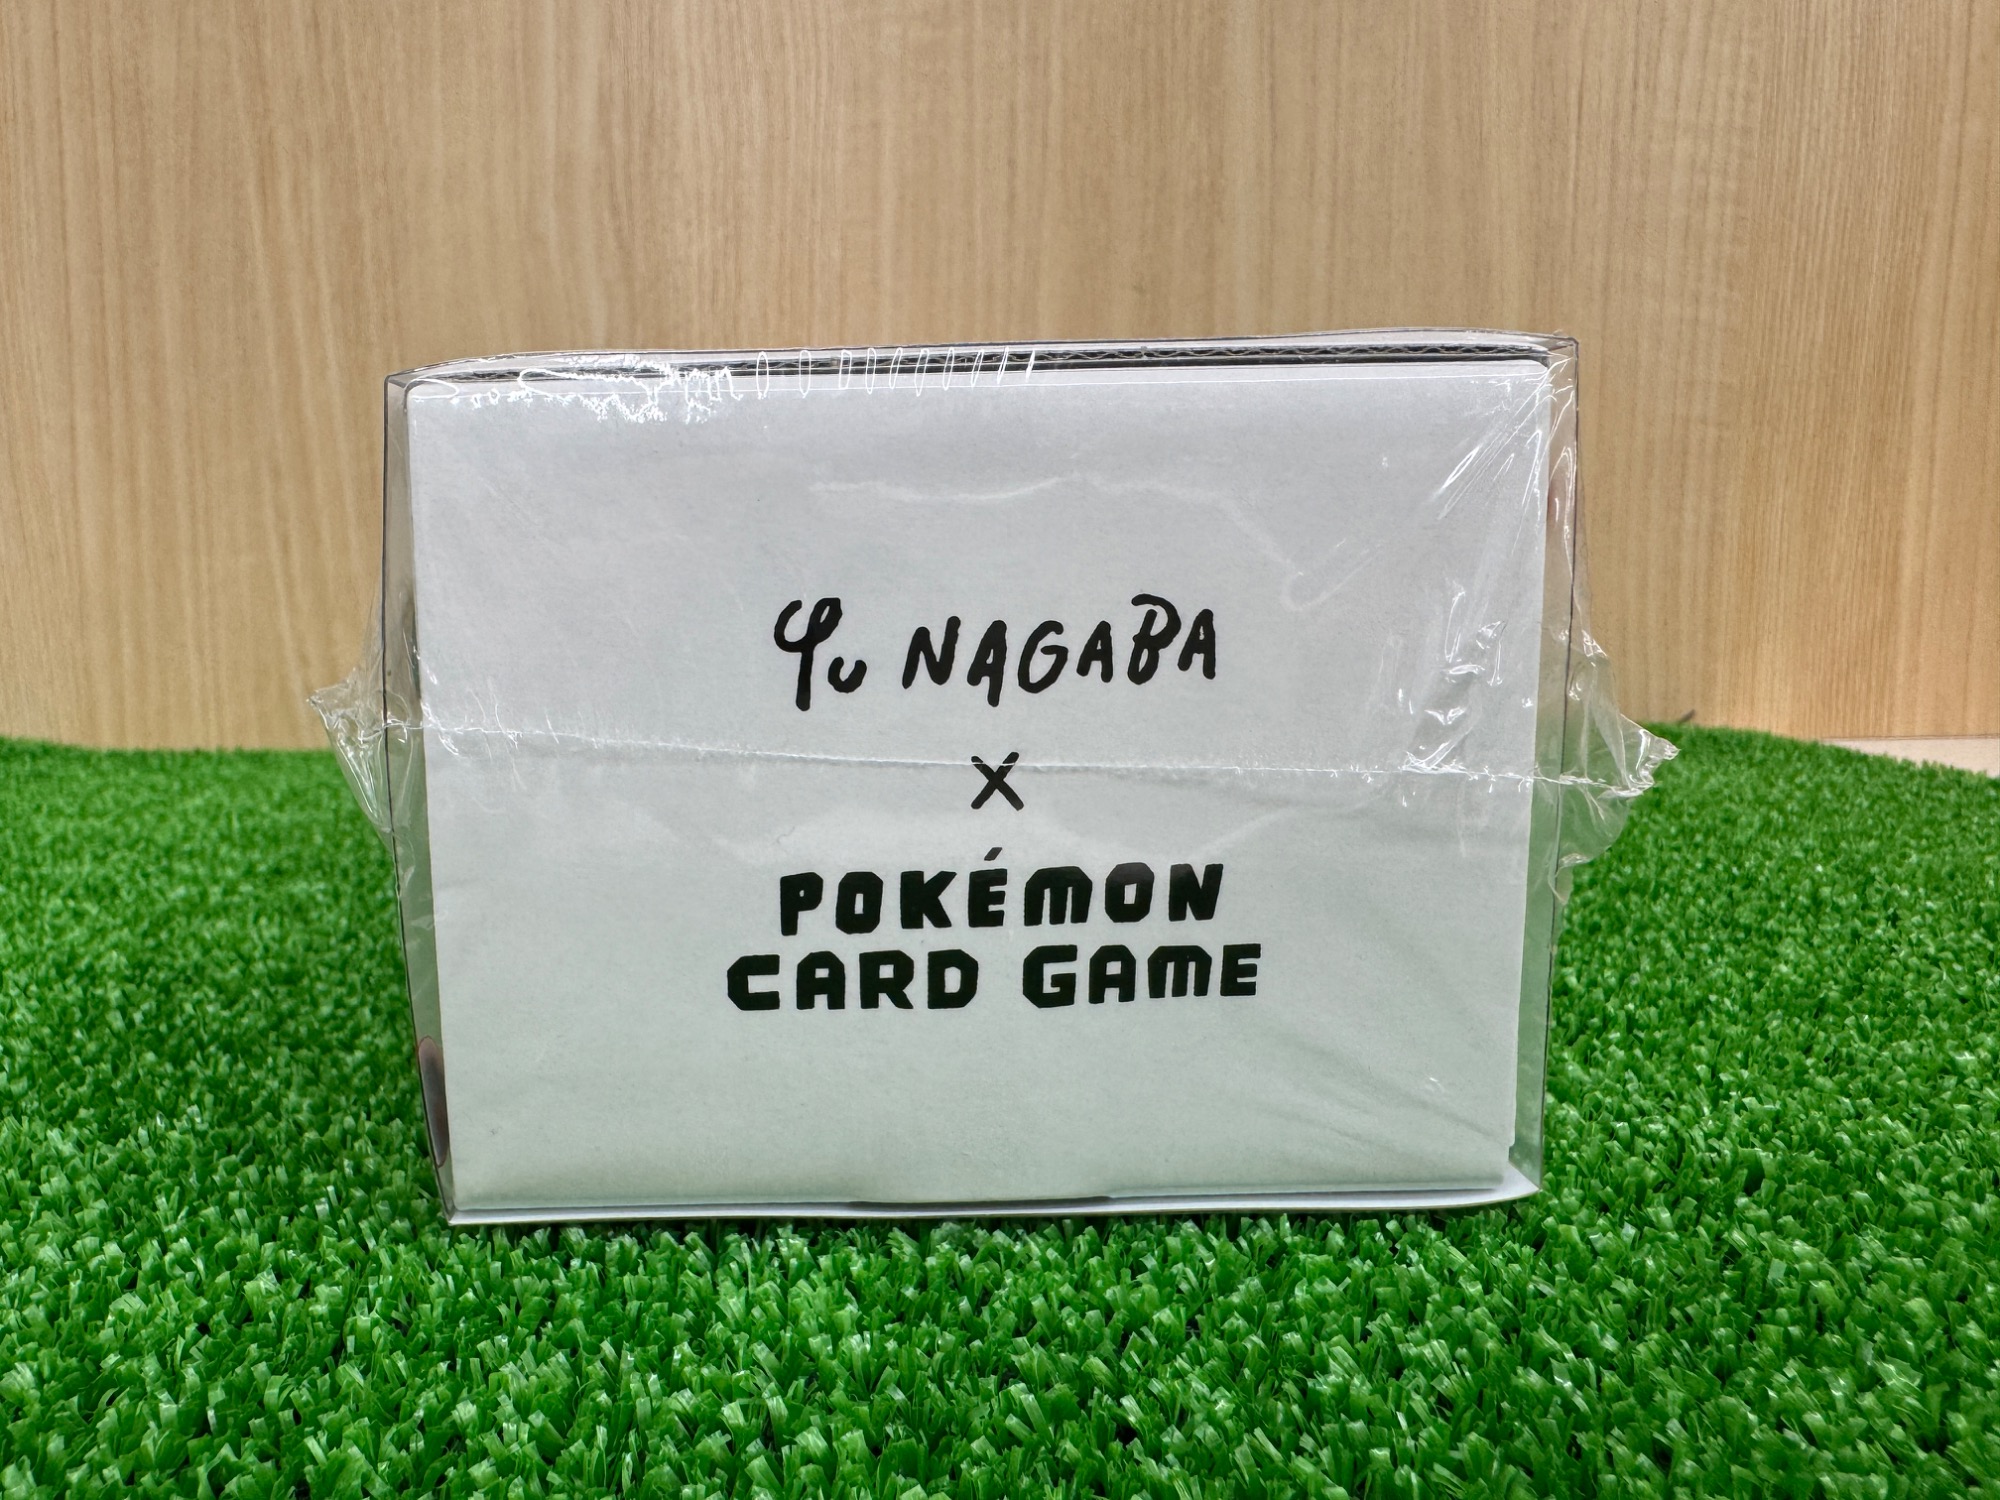 Yu NAGABA
×
POKÉMON
CARD GAME